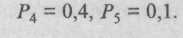 P₄ = 0,4, P₅ = 0,1.